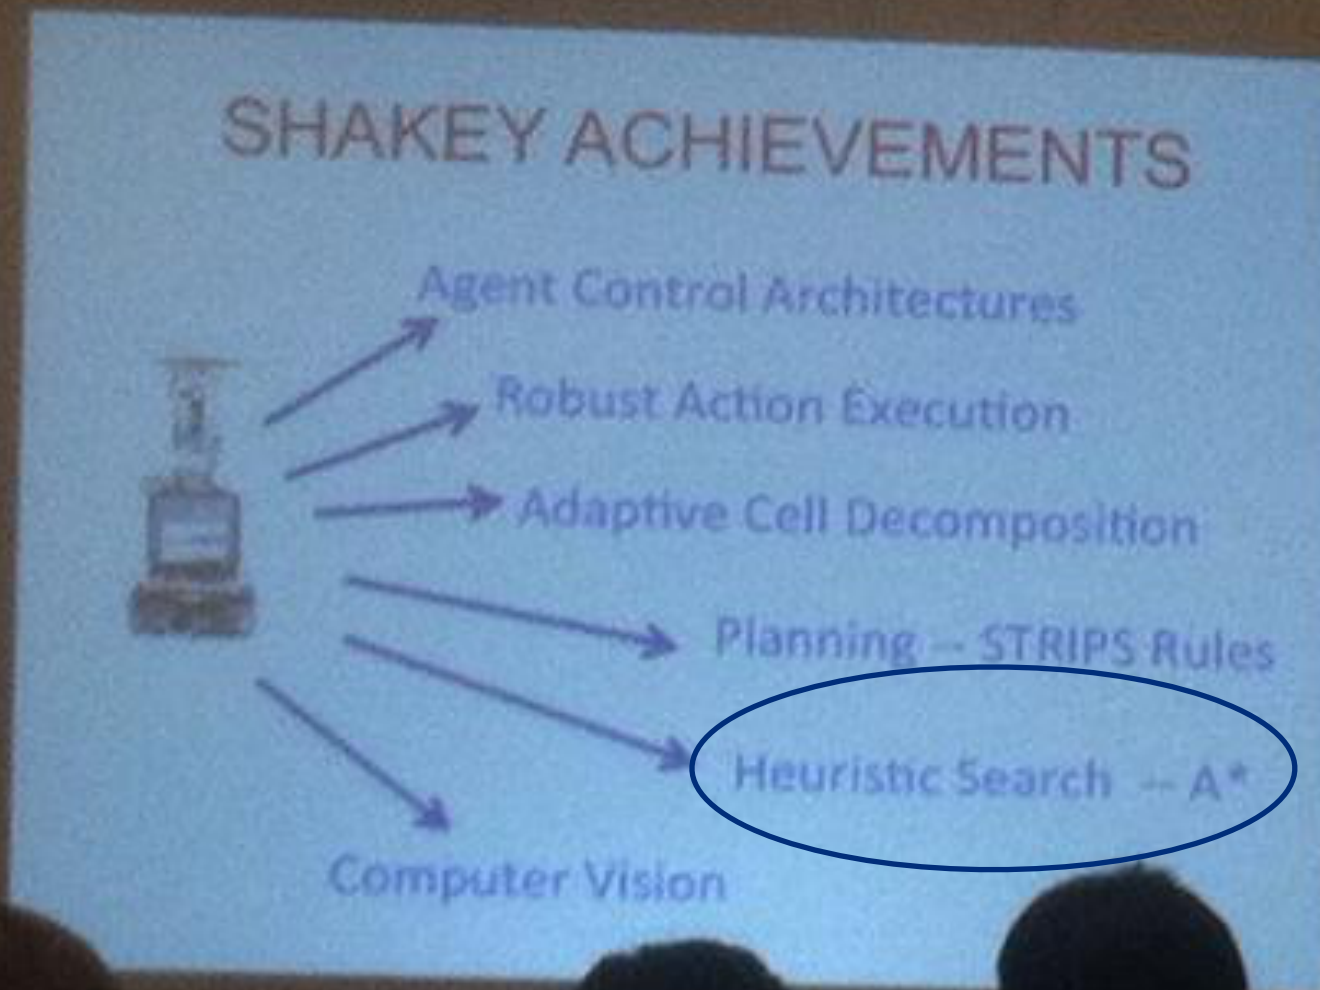 SHAKEY ACHIEVEMENTS
Agent Control Architectures
Robust Action Execution
Adaptive Cell Decomposition
Planning -- STRIPS Rules
Heuristic Search -- A*
Computer Vision